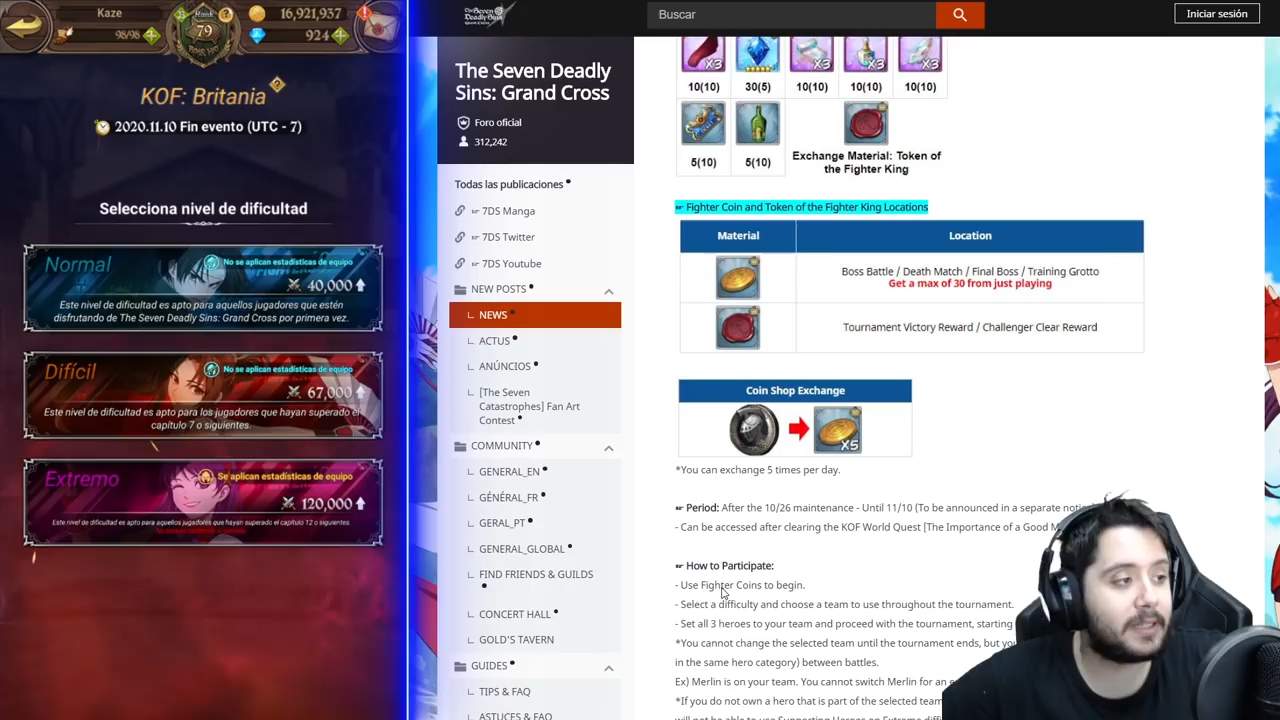 Kaze
98/98
79
16,921,937
924
KOF: Britania
2020.11.10 Fin evento (UTC - 7)
Selecciona nivel de dificultad
Normal
No se aplican estadísticas de equipo
40,000
Este nivel de dificultad es apto para aquellos jugadores que estén
disfrutando de The Seven Deadly Sins: Grand Cross por primera vez.
Difícil
No se aplican estadísticas de equipo
67,000
Este nivel de dificultad es apto para los jugadores que hayan superado el
capítulo 7 o siguientes.
Extremo
Se aplican estadísticas de equipo
120,000
Este nivel de dificultad es apto para aquellos jugadores que hayan superado el capítulo 12 o siguientes.
The Seven Deadly Sins
Buscar
Iniciar sesión
The Seven Deadly
Sins: Grand Cross
Foro oficial
312,242
Todas las publicaciones
☞ 7DS Manga
☞ 7DS Twitter
☞ 7DS Youtube
NEW POSTS
NEWS
ACTUS
ANÚNCIOS
[The Seven
Catastrophes] Fan Art
Contest
COMMUNITY
GENERAL_EN
GÉNÉRAL_FR
GERAL_PT
GENERAL_GLOBAL
FIND FRIENDS & GUILDS
CONCERT HALL
GOLD'S TAVERN
GUIDES
TIPS & FAQ
ASTUCES & FAQ
X3 X3 X3 X3
10(10) 30(5) 10(10) 10(10) 10(10)
5(10) 5(10)
Exchange Material: Token of
the Fighter King
☞ Fighter Coin and Token of the Fighter King Locations
Material Location
Boss Battle / Death Match / Final Boss / Training Grotto
Get a max of 30 from just playing
Tournament Victory Reward / Challenger Clear Reward
Coin Shop Exchange
X5
*You can exchange 5 times per day.
☞ Period: After the 10/26 maintenance - Until 11/10 (To be announced in a separate
- Can be accessed after clearing the KOF World Quest [The Importance of a Good
☞ How to Participate:
- Use Fighter Coins to begin.
- Select a difficulty and choose a team to use throughout the tournament.
- Set all 3 heroes to your team and proceed with the tournament, starting
*You cannot change the selected team until the tournament ends, but
in the same hero category) between battles.
Ex) Merlin is on your team. You cannot switch Merlin for an
*If you do not own a hero that is part of the selected team
will not be able to use Supporting Heroes on Extreme